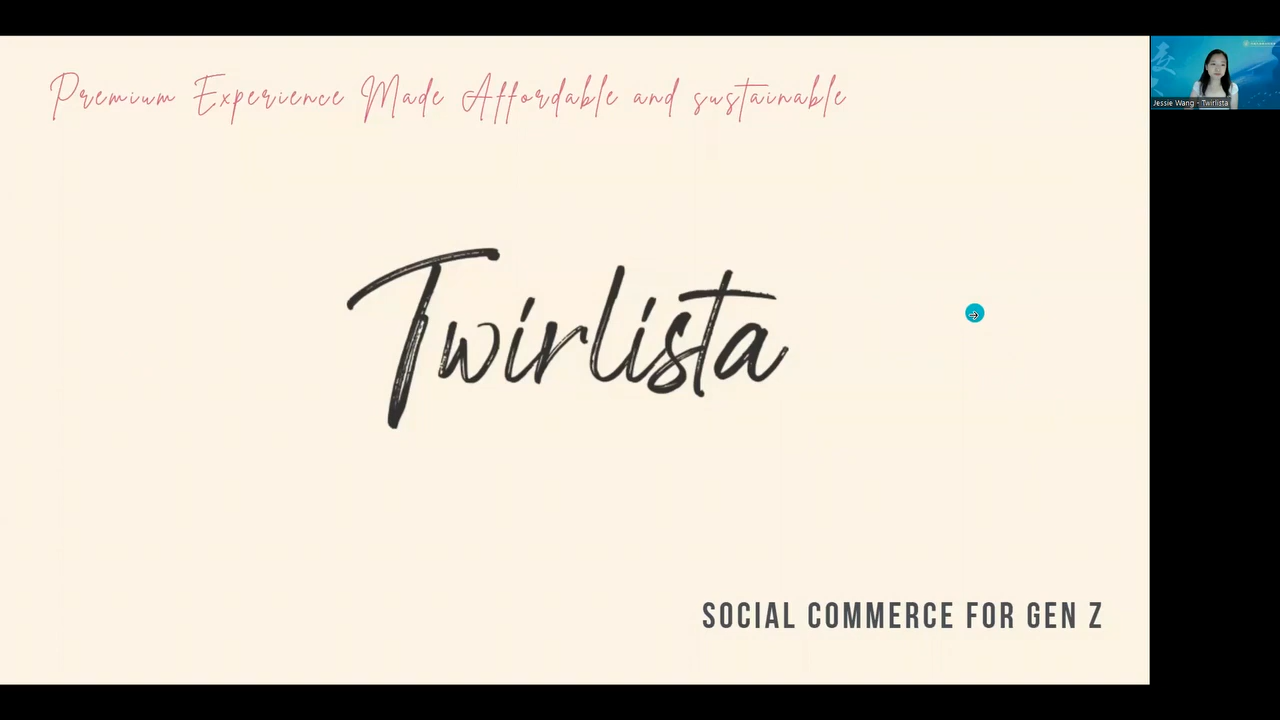 Premium Experience Made Affordable and sustainable
Jessie Wang - Twirlista
Twirlista
SOCIAL COMMERCE FOR GEN Z